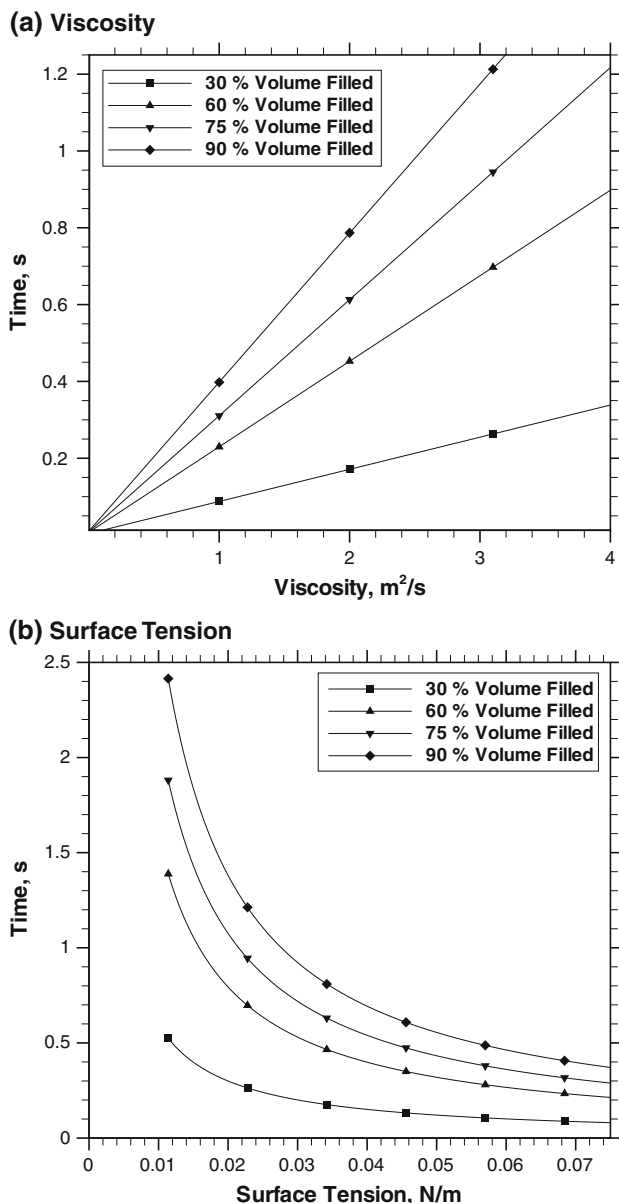 (a) Viscosity
1.2
1
0.8
0.6
0.4
0.2
Time, s
30 % Volume Filled
60 % Volume Filled
75 % Volume Filled
90 % Volume Filled
1 2 3 4
Viscosity, m²/s
(b) Surface Tension
2.5
2
1.5
1
0.5
0
Time, s
30 % Volume Filled
60 % Volume Filled
75 % Volume Filled
90 % Volume Filled
0 0.01 0.02 0.03 0.04 0.05 0.06 0.07
Surface Tension, N/m